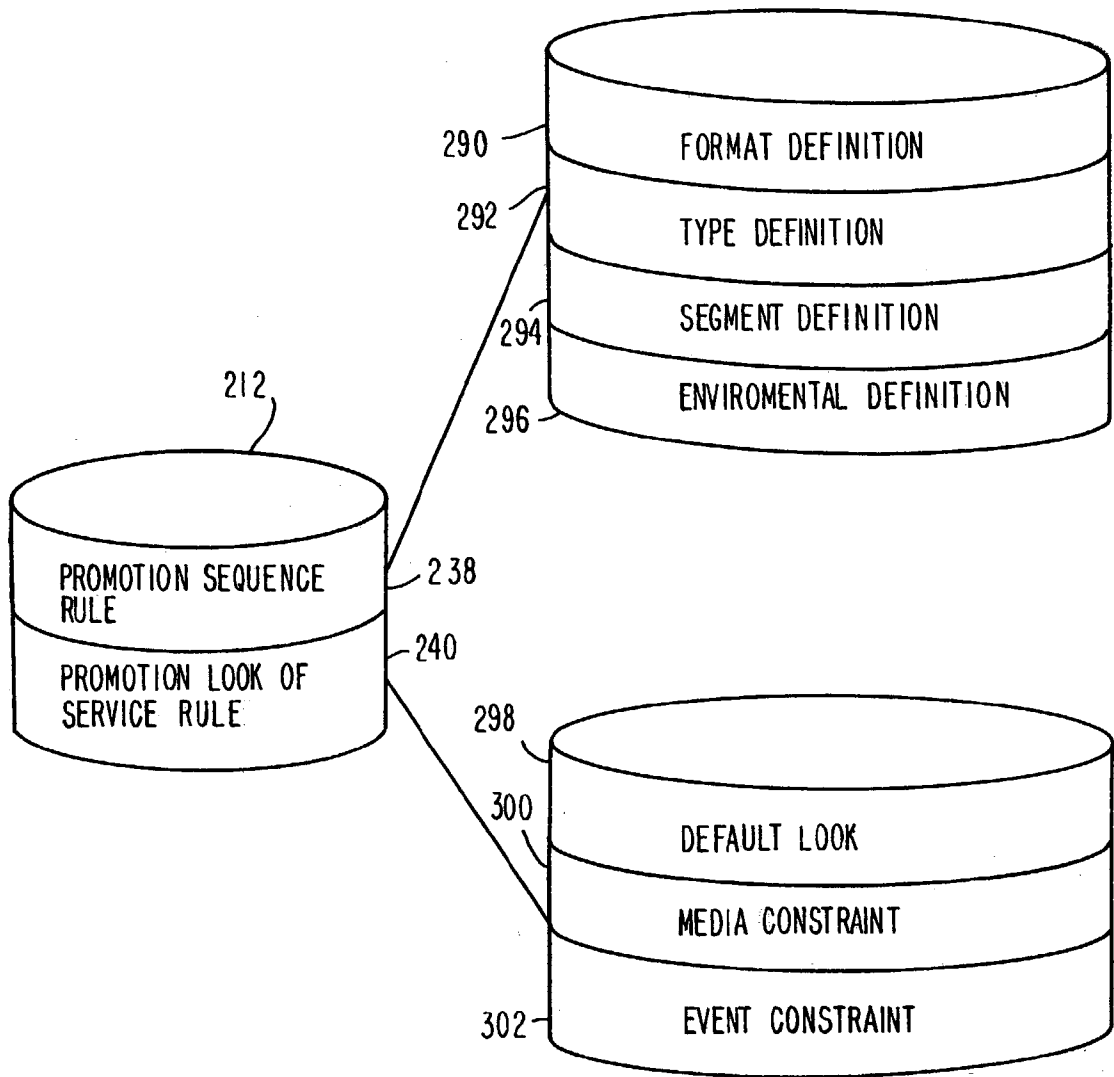 290
FORMAT DEFINITION
292
TYPE DEFINITION
294
SEGMENT DEFINITION
296
ENVIROMENTAL DEFINITION
212
PROMOTION SEQUENCE
RULE
238
240
PROMOTION LOOK OF
SERVICE RULE
298
300
DEFAULT LOOK
MEDIA CONSTRAINT
302
EVENT CONSTRAINT